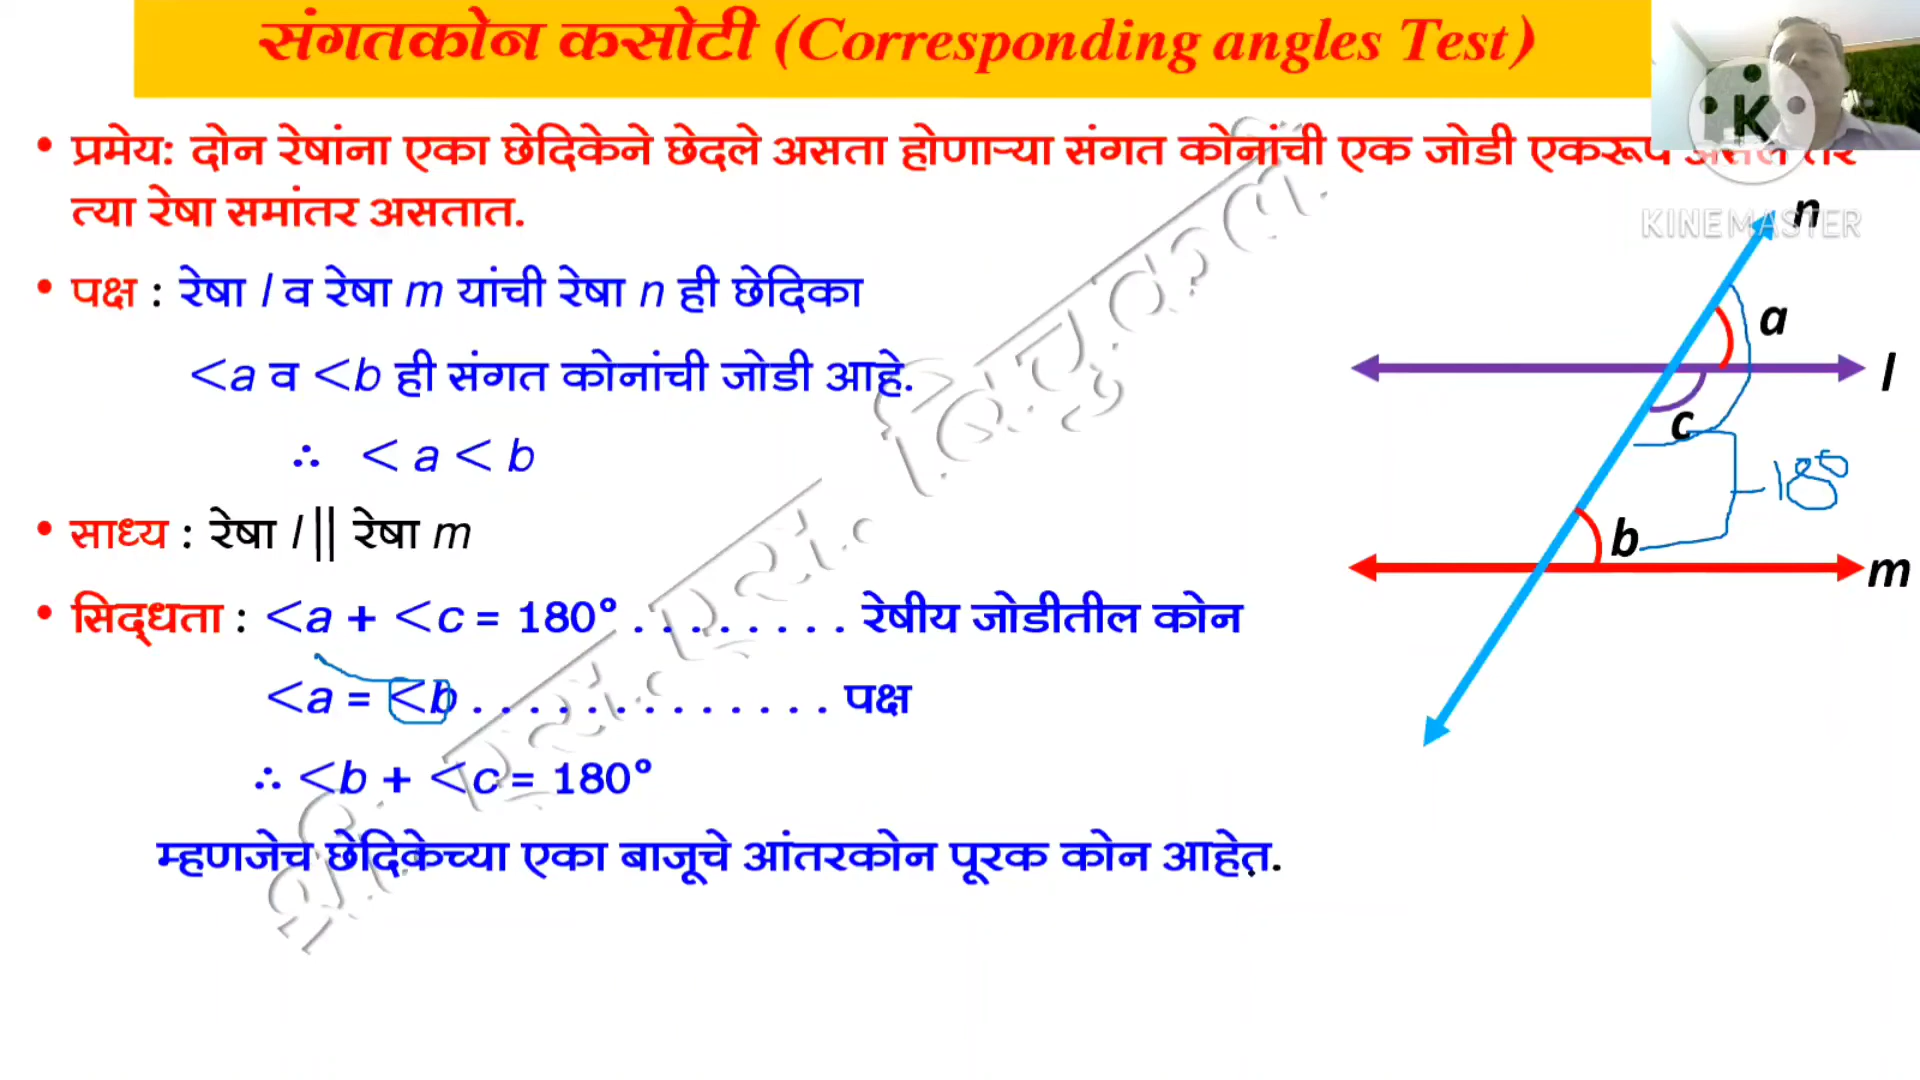 संगतकोन कसोटी (Corresponding angles Test)
• प्रमेय: दोन रेषांना एका छेदिकेने छेदले असता होणाऱ्या संगत कोनांची एक जोडी एकरूप असेल तर
त्या रेषा समांतर असतात.
KINEMASTER
K
n
• पक्ष : रेषा l व रेषा m यांची रेषा n ही छेदिका
a
<a व <b ही संगत कोनांची जोडी आहे.
l
c
∴ < a < b
180
• साध्य : रेषा l || रेषा m
b
m
• सिद्धता : <a + <c = 180° . . . . . . . . रेषीय जोडीतील कोन
<a = <b . . . . . . . . . . . . . पक्ष
∴ <b + <c = 180°
म्हणजेच छेदिकेच्या एका बाजूचे आंतरकोन पूरक कोन आहेत.